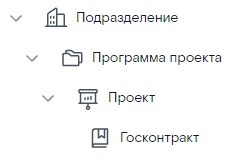 Подразделение
Программа проекта
Проект
Госконтракт